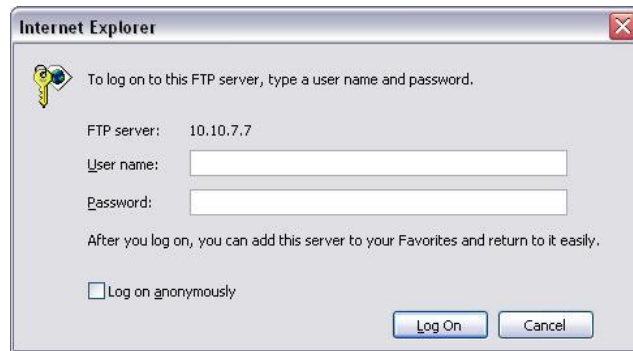 Internet Explorer
To log on to this FTP server, type a user name and password.
FTP server: 10.10.7.7
User name:
Password:
After you log on, you can add this server to your Favorites and return to it easily.
Log on anonymously
Log On Cancel